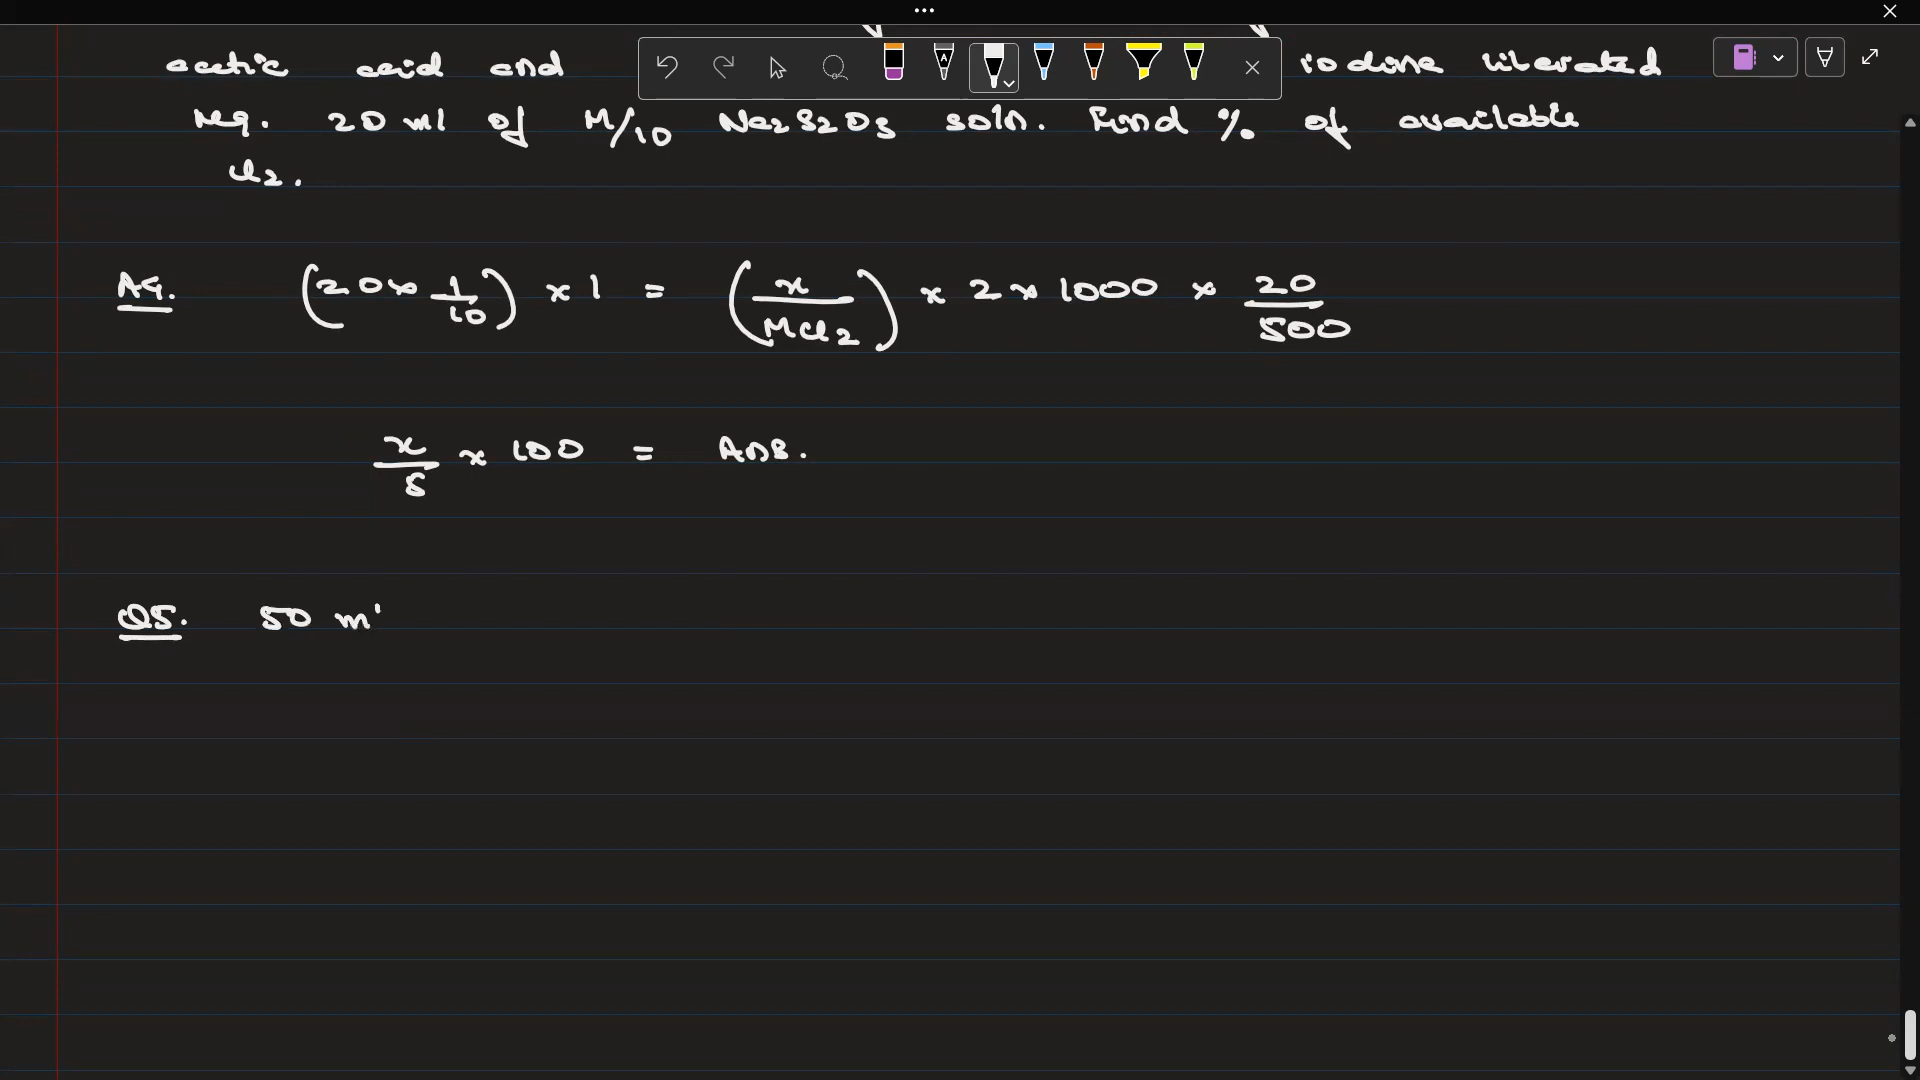 acetic acid and iodine liberated
req. 20 ml of M/10 Na2S2O3 soln. Find % of available
Cl2.
A4. (20 × 1/10) × 1 = (x/MCl2) × 2 × 1000 × 20/500
x/5 × 100 = Ans.
Q5. 50 m